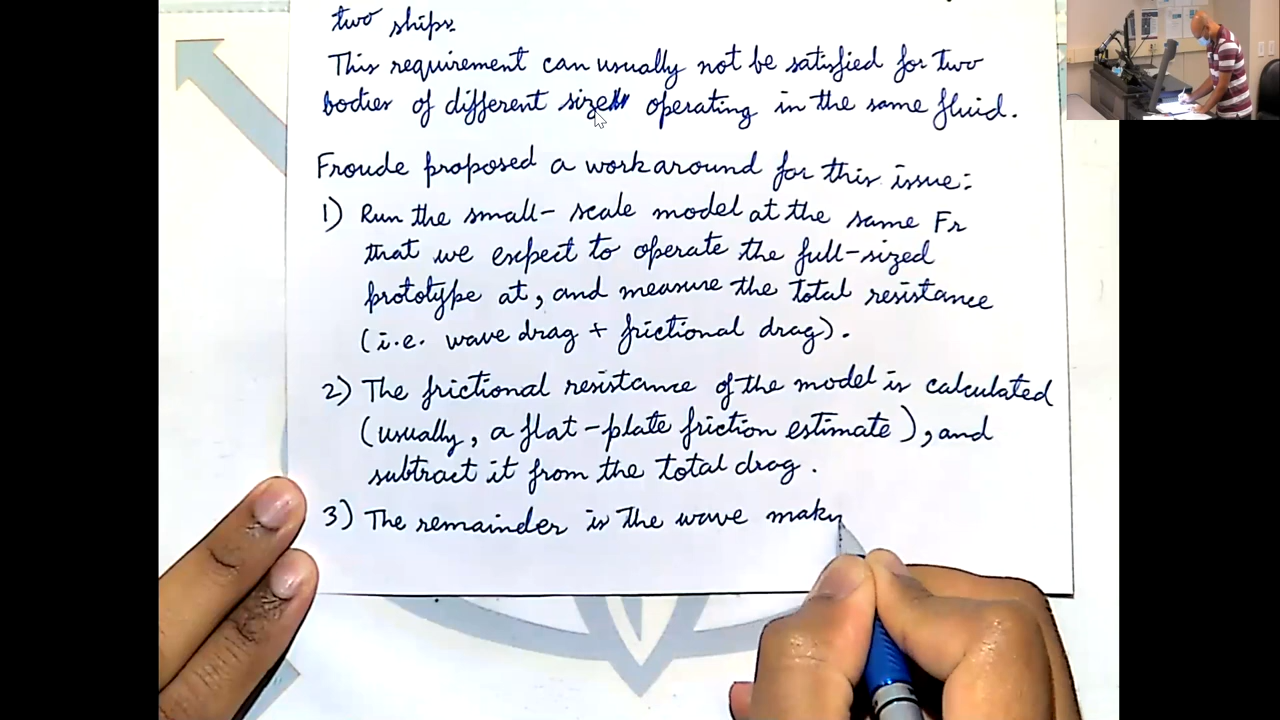 two ships.
This requirement can usually not be satisfied for two
bodies of different size operating in the same fluid.
Froude proposed a workaround for this issue:
1) Run the small-scale model at the same Fr
that we expect to operate the full-sized
prototype at, and measure the total resistance
(i.e. wave drag + frictional drag).
2) The frictional resistance of the model is calculated
(usually, a flat-plate friction estimate), and
subtract it from the total drag.
3) The remainder is the wave makin